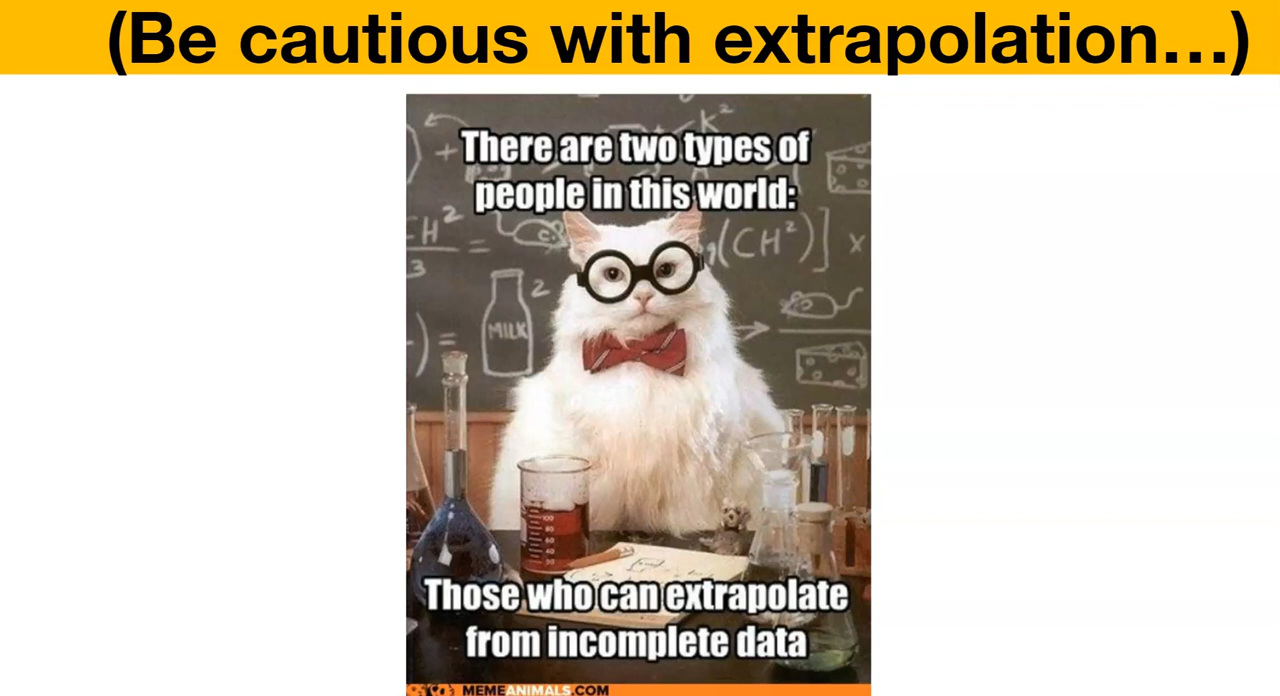 (Be cautious with extrapolation…)
There are two types of
people in this world:
Those who can extrapolate
from incomplete data
MILK
MEMEANIMALS.COM